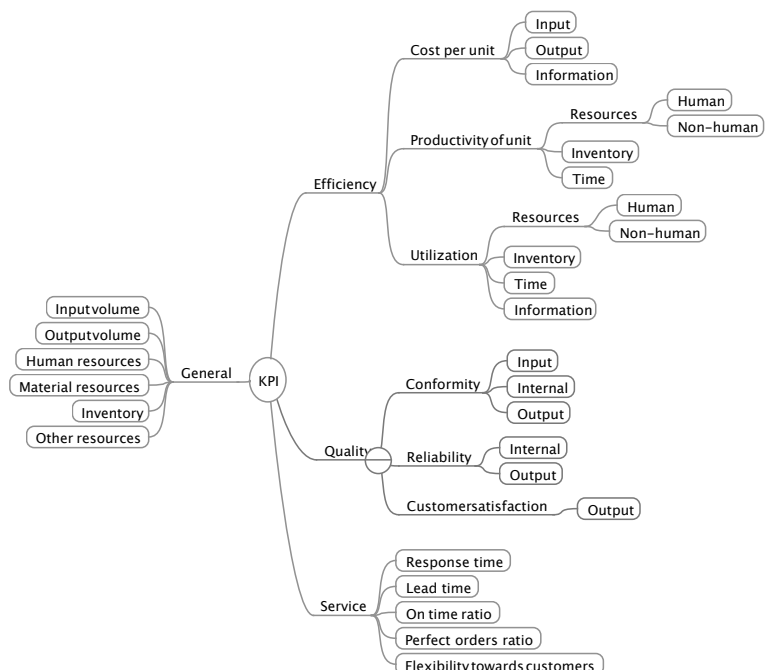 Input
Cost per unit
Output
Information
Human
Resources
Non-human
Productivity of unit
Inventory
Time
Efficiency
Human
Resources
Non-human
Utilization
Inventory
Time
Information
Input volume
Output volume
Human resources
General
KPI
Material resources
Inventory
Other resources
Input
Conformity
Internal
Output
Quality
Internal
Reliability
Output
Customer satisfaction
Output
Response time
Lead time
Service
On time ratio
Perfect orders ratio
Flexibility towards customers